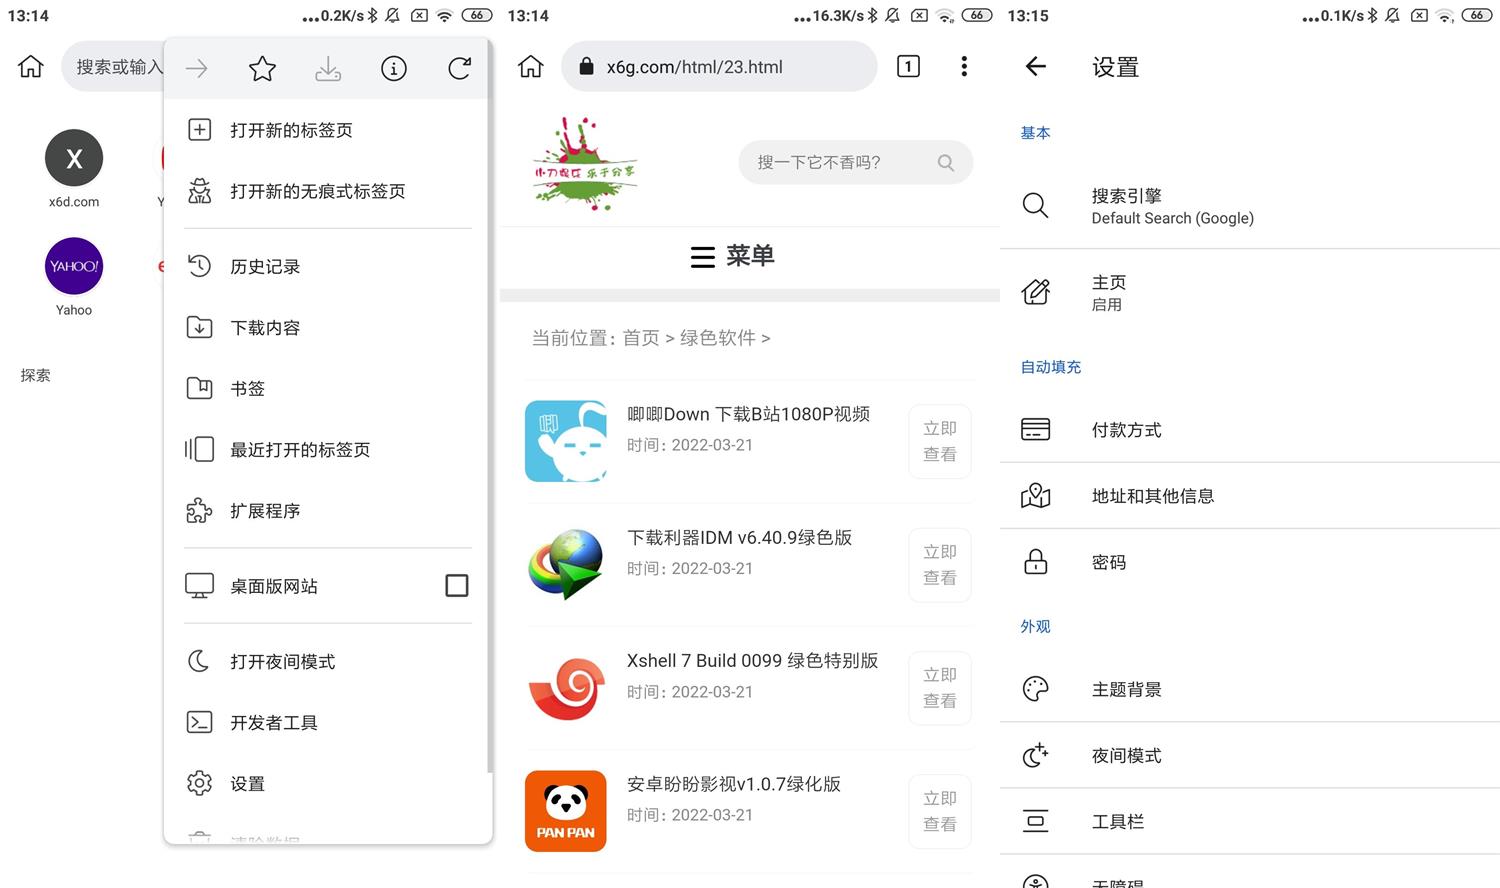 13:14
...0.2K/s
66
搜索或输入
打开新的标签页
打开新的无痕式标签页
历史记录
下载内容
书签
最近打开的标签页
扩展程序
桌面版网站
打开夜间模式
开发者工具
设置
清除数据
X
x6d.com
Y
YAHOO!
Yahoo
e
探索
13:14
...16.3K/s
66
x6g.com/html/23.html
1
小刀娱乐 乐于分享
搜一下它不香吗?
菜单
当前位置: 首页 > 绿色软件 >
唧唧Down 下载B站1080P视频
时间: 2022-03-21
立即
查看
下载利器IDM v6.40.9绿色版
时间: 2022-03-21
立即
查看
Xshell 7 Build 0099 绿色特别版
时间: 2022-03-21
立即
查看
PAN PAN
安卓盼盼影视v1.0.7绿化版
时间: 2022-03-21
立即
查看
13:15
...0.1K/s
66
设置
基本
搜索引擎
Default Search (Google)
主页
启用
自动填充
付款方式
地址和其他信息
密码
外观
主题背景
夜间模式
工具栏
无障碍